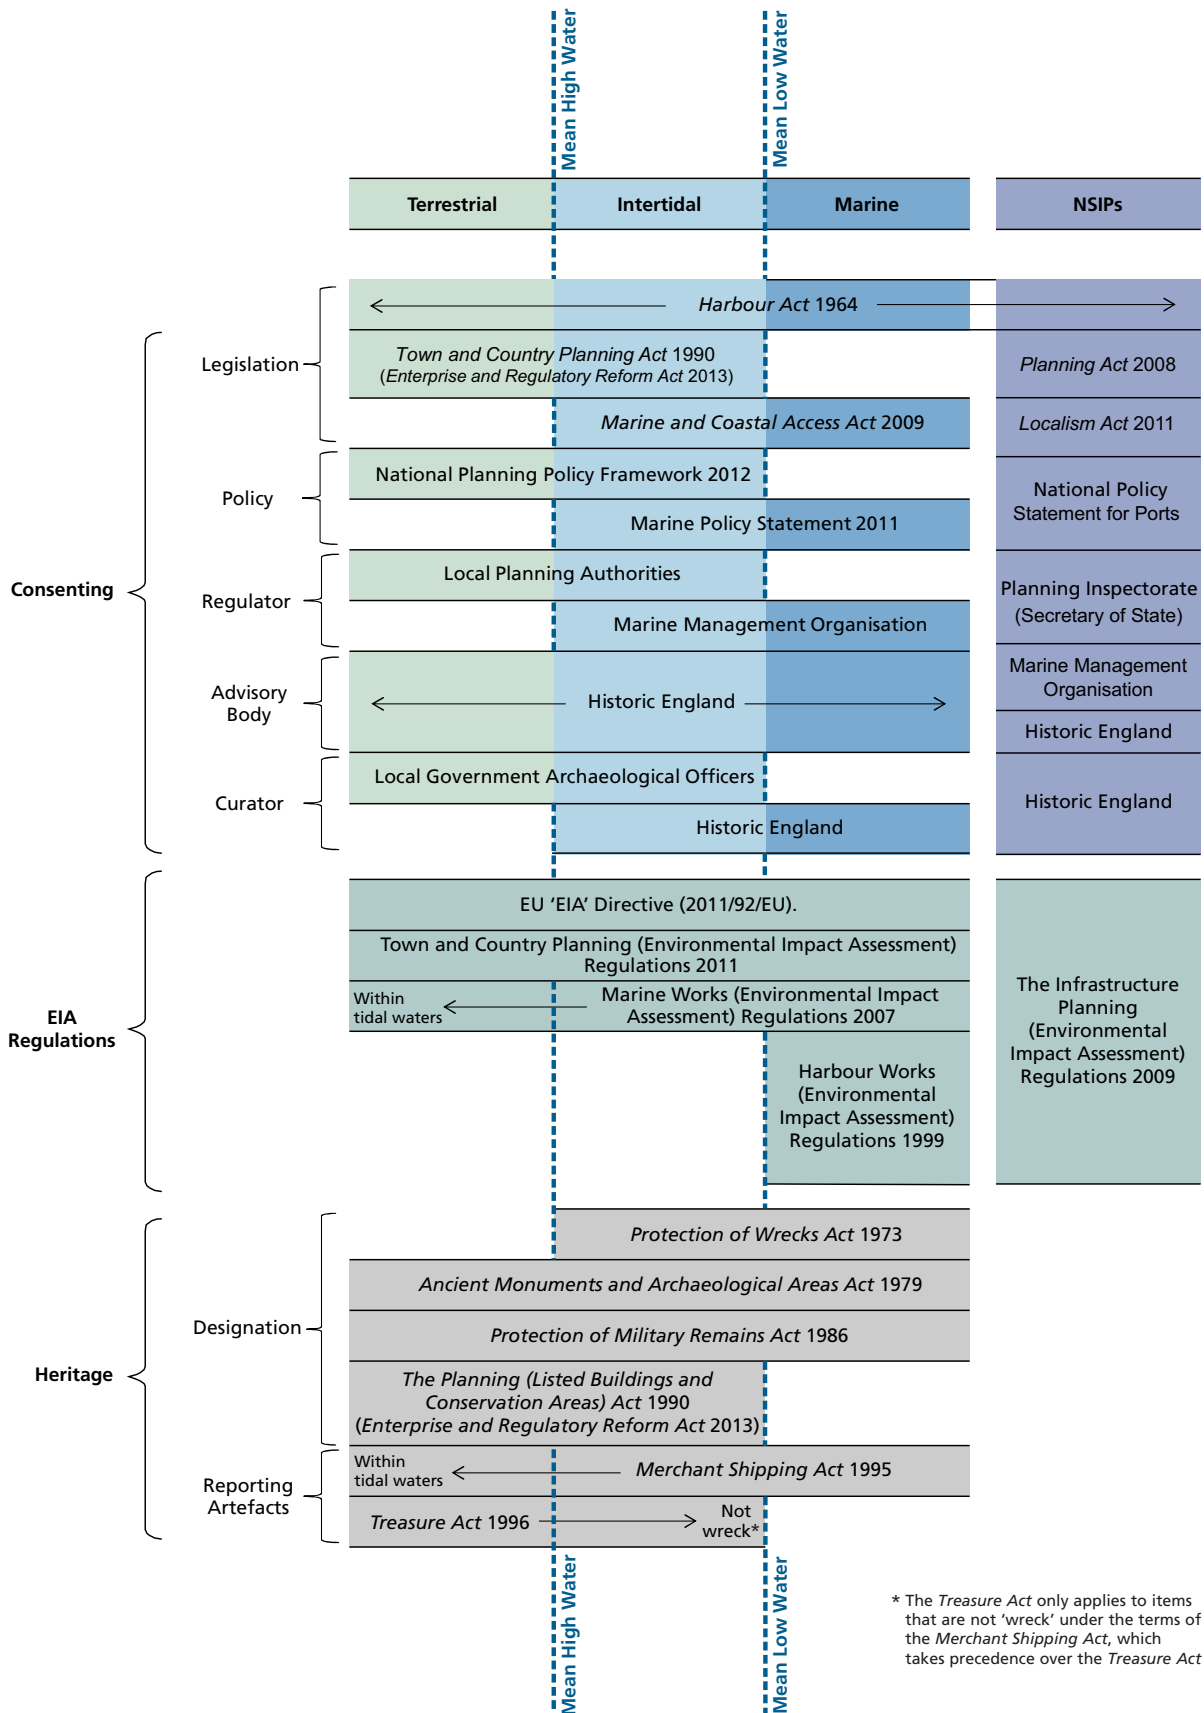 Mean High Water
Mean Low Water
Terrestrial
Intertidal
Marine
NSIPs
Consenting
Legislation
Harbour Act 1964
Town and Country Planning Act 1990
(Enterprise and Regulatory Reform Act 2013)
Planning Act 2008
Marine and Coastal Access Act 2009
Localism Act 2011
Policy
National Planning Policy Framework 2012
Marine Policy Statement 2011
National Policy
Statement for Ports
Regulator
Local Planning Authorities
Marine Management Organisation
Planning Inspectorate
(Secretary of State)
Advisory
Body
Historic England
Marine Management
Organisation
Historic England
Curator
Local Government Archaeological Officers
Historic England
Historic England
EIA
Regulations
EU ‘EIA’ Directive (2011/92/EU).
Town and Country Planning (Environmental Impact Assessment)
Regulations 2011
Within
tidal waters
Marine Works (Environmental Impact
Assessment) Regulations 2007
Harbour Works
(Environmental
Impact Assessment)
Regulations 1999
The Infrastructure
Planning
(Environmental
Impact Assessment)
Regulations 2009
Heritage
Designation
Protection of Wrecks Act 1973
Ancient Monuments and Archaeological Areas Act 1979
Protection of Military Remains Act 1986
The Planning (Listed Buildings and
Conservation Areas) Act 1990
(Enterprise and Regulatory Reform Act 2013)
Reporting
Artefacts
Within
tidal waters
Merchant Shipping Act 1995
Treasure Act 1996
Not
wreck*
Mean High Water
Mean Low Water
* The Treasure Act only applies to items
that are not ‘wreck’ under the terms of
the Merchant Shipping Act, which
takes precedence over the Treasure Act